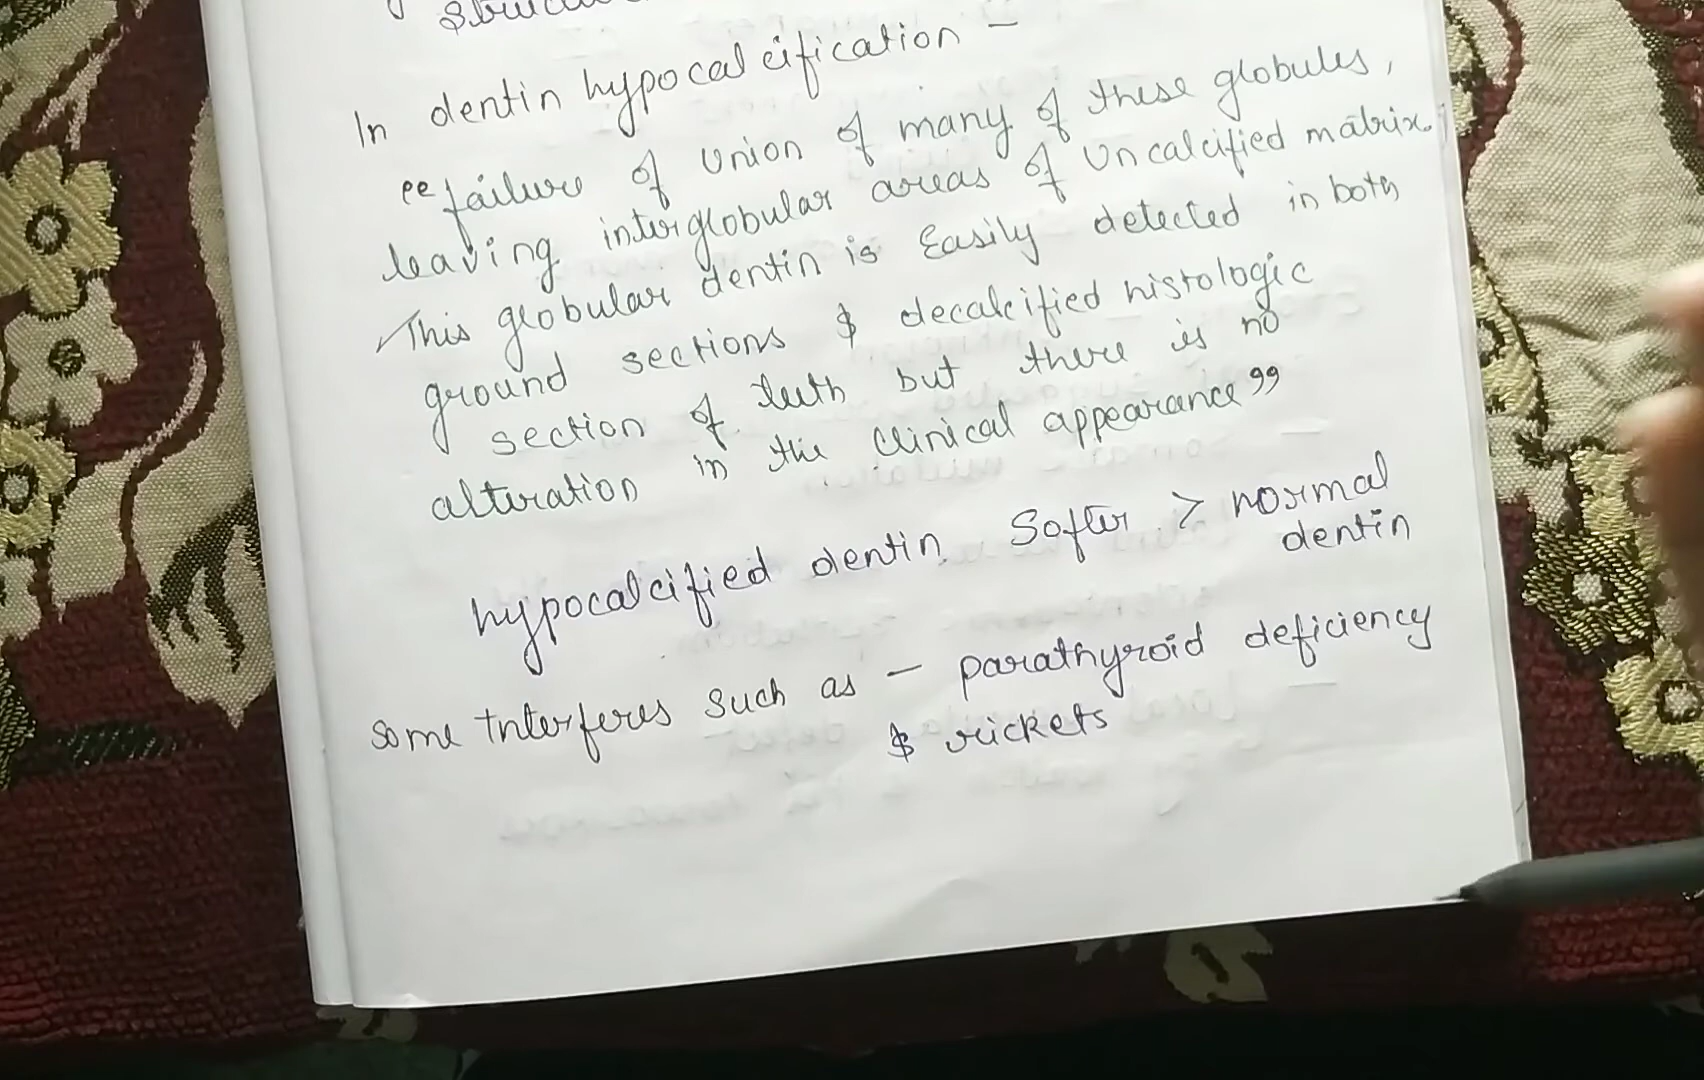 In dentin hypocalcification –
“failure of union of many of these globules,
leaving interglobular areas of Uncalcified matrix.
This globular dentin is Easily detected in both
ground sections & decalcified histologic
section of teeth but there is no
alteration in the clinical appearance”
hypocalcified dentin Softer > normal
dentin
some Interferes such as – parathyroid deficiency
& rickets